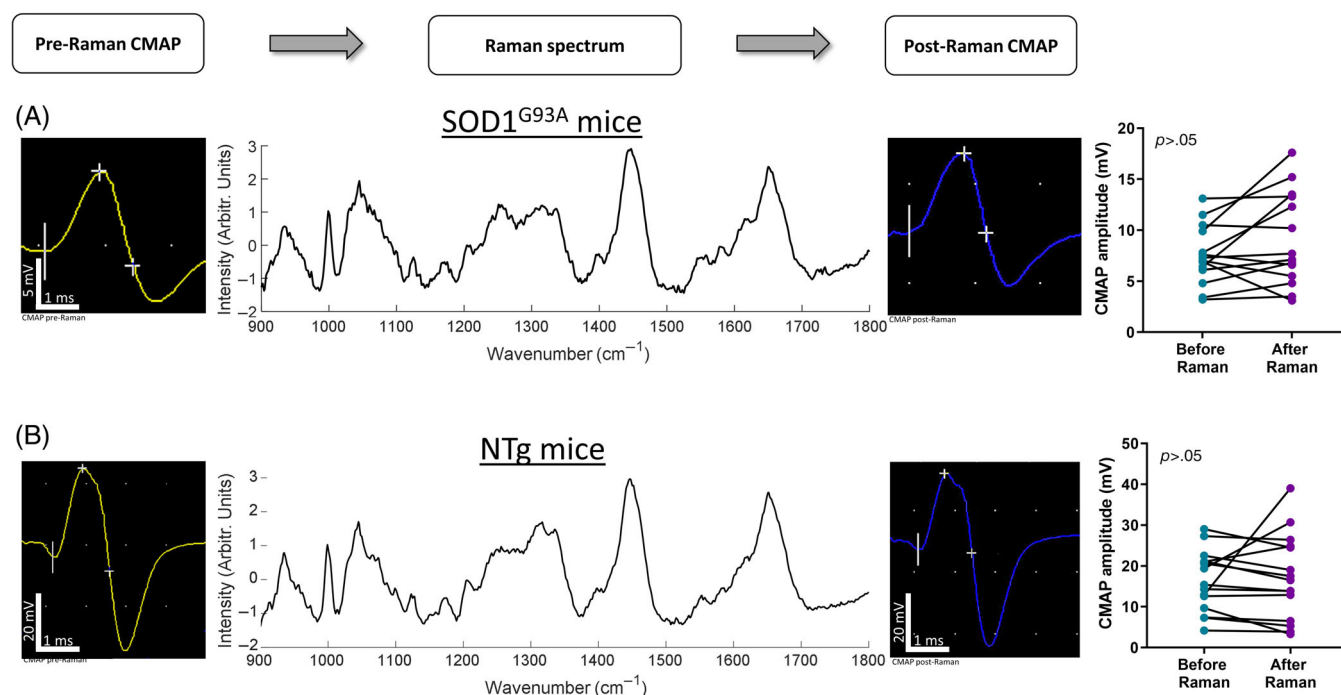 Pre-Raman CMAP
Raman spectrum
Post-Raman CMAP
(A)
SOD1^G93A mice
5 mV
1 ms
CMAP pre-Raman
Intensity (Arbitr. Units)
3
2
1
0
−1
−2
900 1000 1100 1200 1300 1400 1500 1600 1700 1800
Wavenumber (cm⁻¹)
CMAP post-Raman
CMAP amplitude (mV)
20
15
10
5
0
p>.05
Before Raman
After Raman
(B)
NTg mice
20 mV
1 ms
CMAP pre-Raman
Intensity (Arbitr. Units)
3
2
1
0
−1
−2
900 1000 1100 1200 1300 1400 1500 1600 1700 1800
Wavenumber (cm⁻¹)
20 mV
1 ms
CMAP post-Raman
CMAP amplitude (mV)
50
40
30
20
10
0
p>.05
Before Raman
After Raman